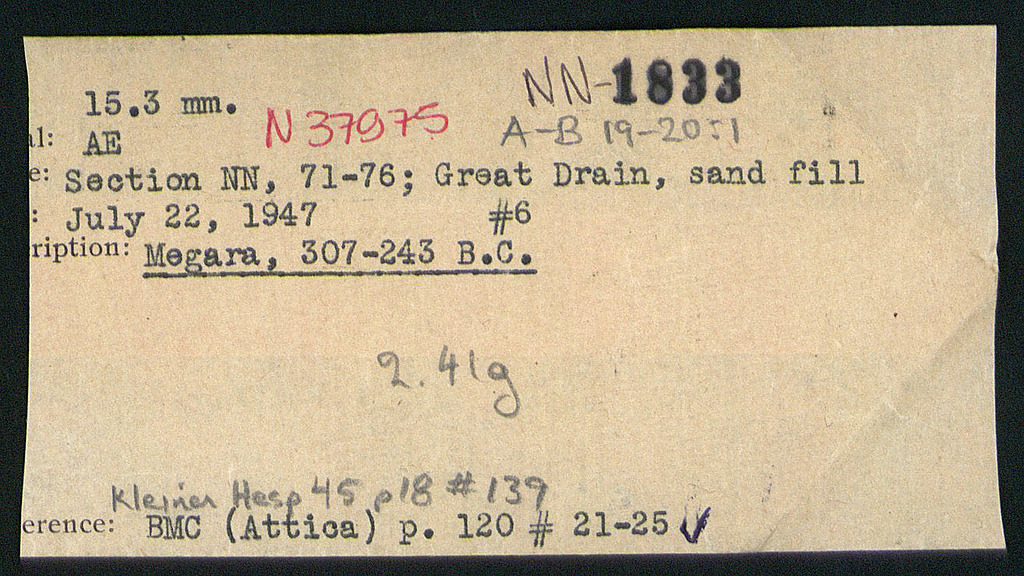 NN-1833
15.3 mm.
N 37975
A-B 19-20:1
al: AE
e: Section NN, 71-76; Great Drain, sand fill
: July 22, 1947 #6
ription: Megara, 307-243 B.C.
2.41g
Kleiner Hesp 45 p18 # 139
erence: BMC (Attica) p. 120 # 21-25 ✓